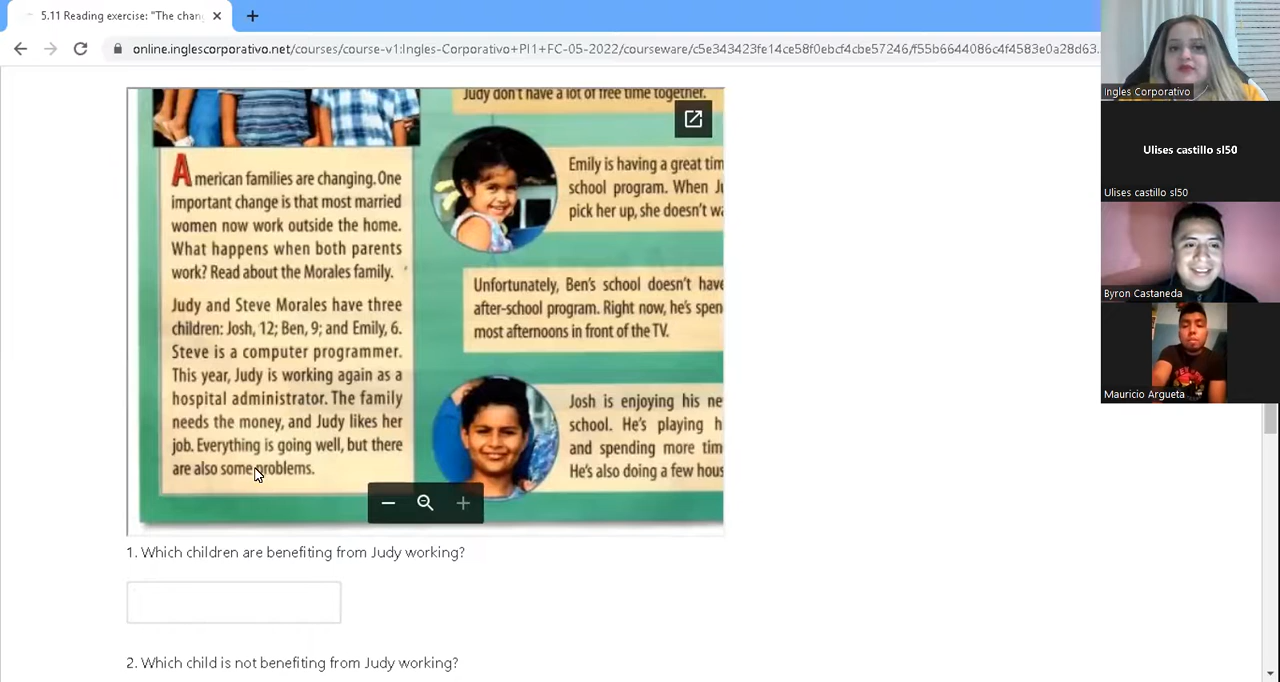 5.11 Reading exercise: "The chan
online.inglescorporativo.net/courses/course-v1:Ingles-Corporativo+PI1+FC-05-2022/courseware/c5e343423fe14ce58f0ebcf4cbe57246/f55b6644086c4f4583e0a28d63...
Judy don't have a lot of free time together.
American families are changing. One
important change is that most married
women now work outside the home.
What happens when both parents
work? Read about the Morales family.
Judy and Steve Morales have three
children: Josh, 12; Ben, 9; and Emily, 6.
Steve is a computer programmer.
This year, Judy is working again as a
hospital administrator. The family
needs the money, and Judy likes her
job. Everything is going well, but there
are also some problems.
Emily is having a great tim
school program. When Ju
pick her up, she doesn't wa
Unfortunately, Ben's school doesn't have
after-school program. Right now, he's spen
most afternoons in front of the TV.
Josh is enjoying his ne
school. He's playing h
and spending more tim
He's also doing a few hous
1. Which children are benefiting from Judy working?
2. Which child is not benefiting from Judy working?
Ingles Corporativo
Ulises castillo sl50
Ulises castillo sl50
Byron Castaneda
Mauricio Argueta